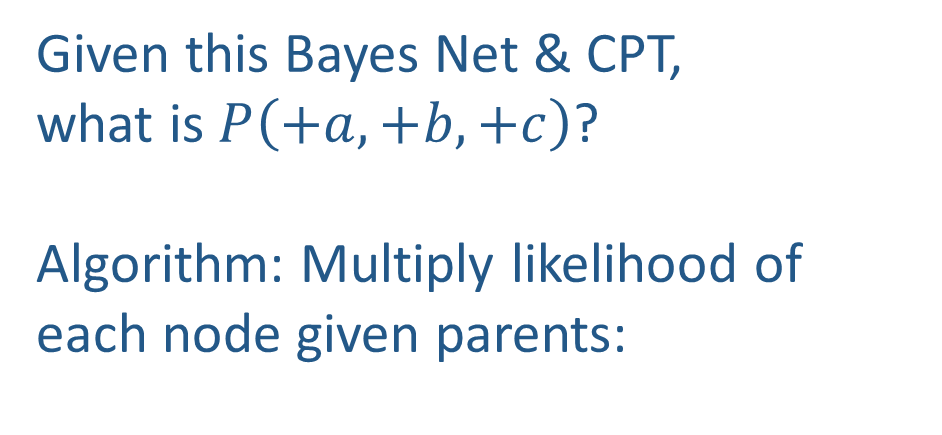 Given this Bayes Net & CPT,
what is P(+a, +b, +c)?
Algorithm: Multiply likelihood of
each node given parents: